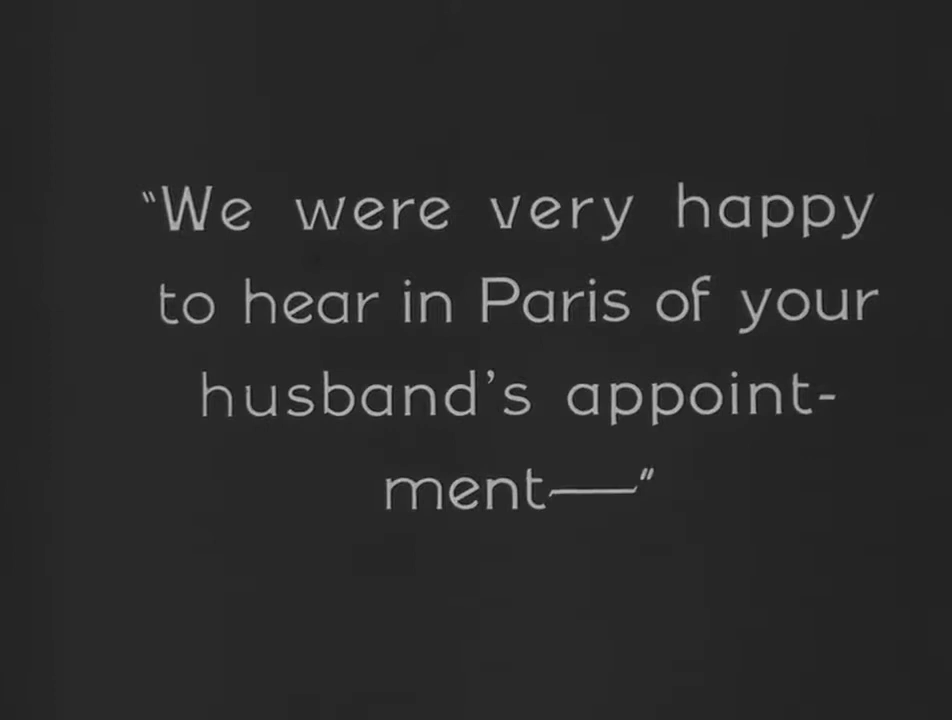 "We were very happy
to hear in Paris of your
husband's appoint-
ment—"